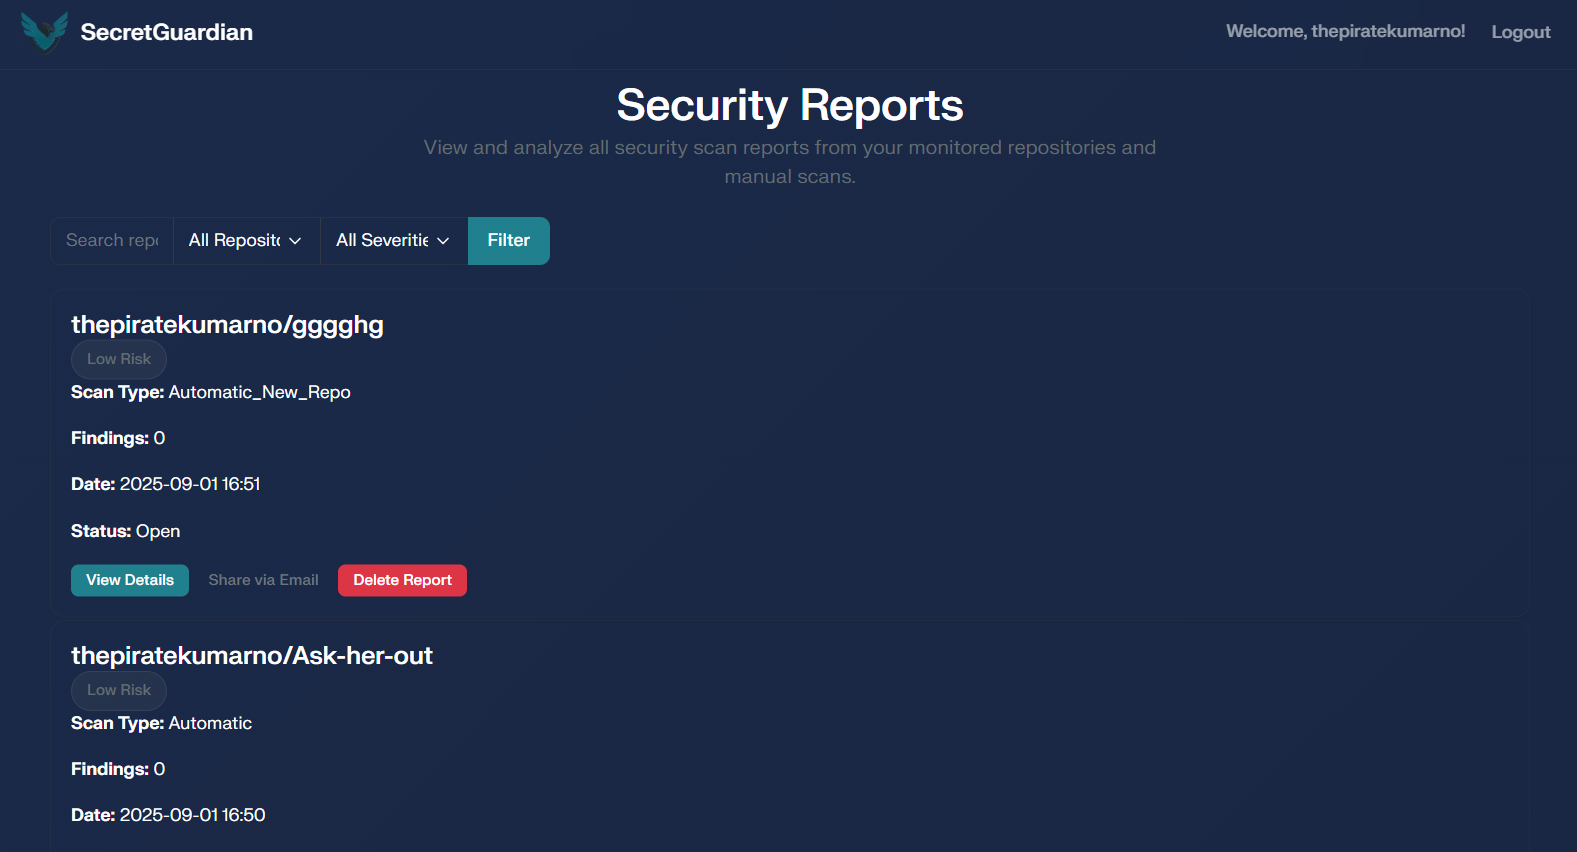 SecretGuardian
Welcome, thepiratekumarno!
Logout
Security Reports
View and analyze all security scan reports from your monitored repositories and
manual scans.
Search repo
All Reposito
All Severitie
Filter
thepiratekumarno/gggghg
Low Risk
Scan Type: Automatic_New_Repo
Findings: 0
Date: 2025-09-01 16:51
Status: Open
View Details
Share via Email
Delete Report
thepiratekumarno/Ask-her-out
Low Risk
Scan Type: Automatic
Findings: 0
Date: 2025-09-01 16:50